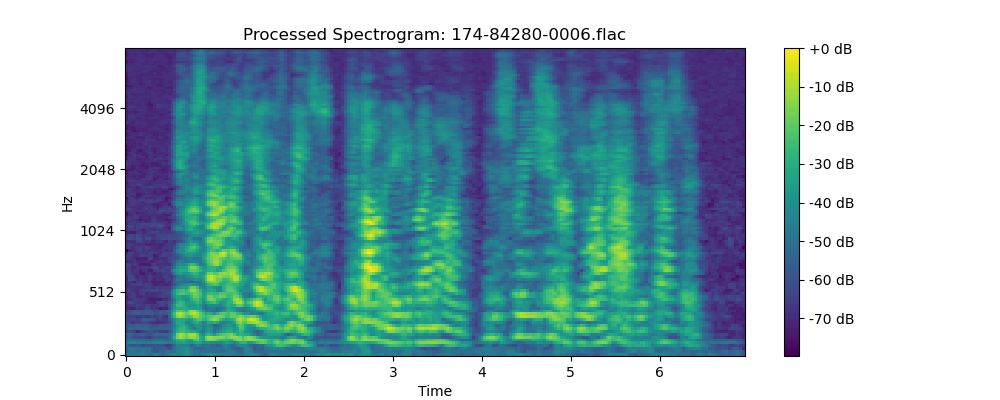 Processed Spectrogram: 174-84280-0006.flac
+0 dB
-10 dB
-20 dB
-30 dB
-40 dB
-50 dB
-60 dB
-70 dB
4096
2048
1024
512
0
Hz
0 1 2 3 4 5 6
Time